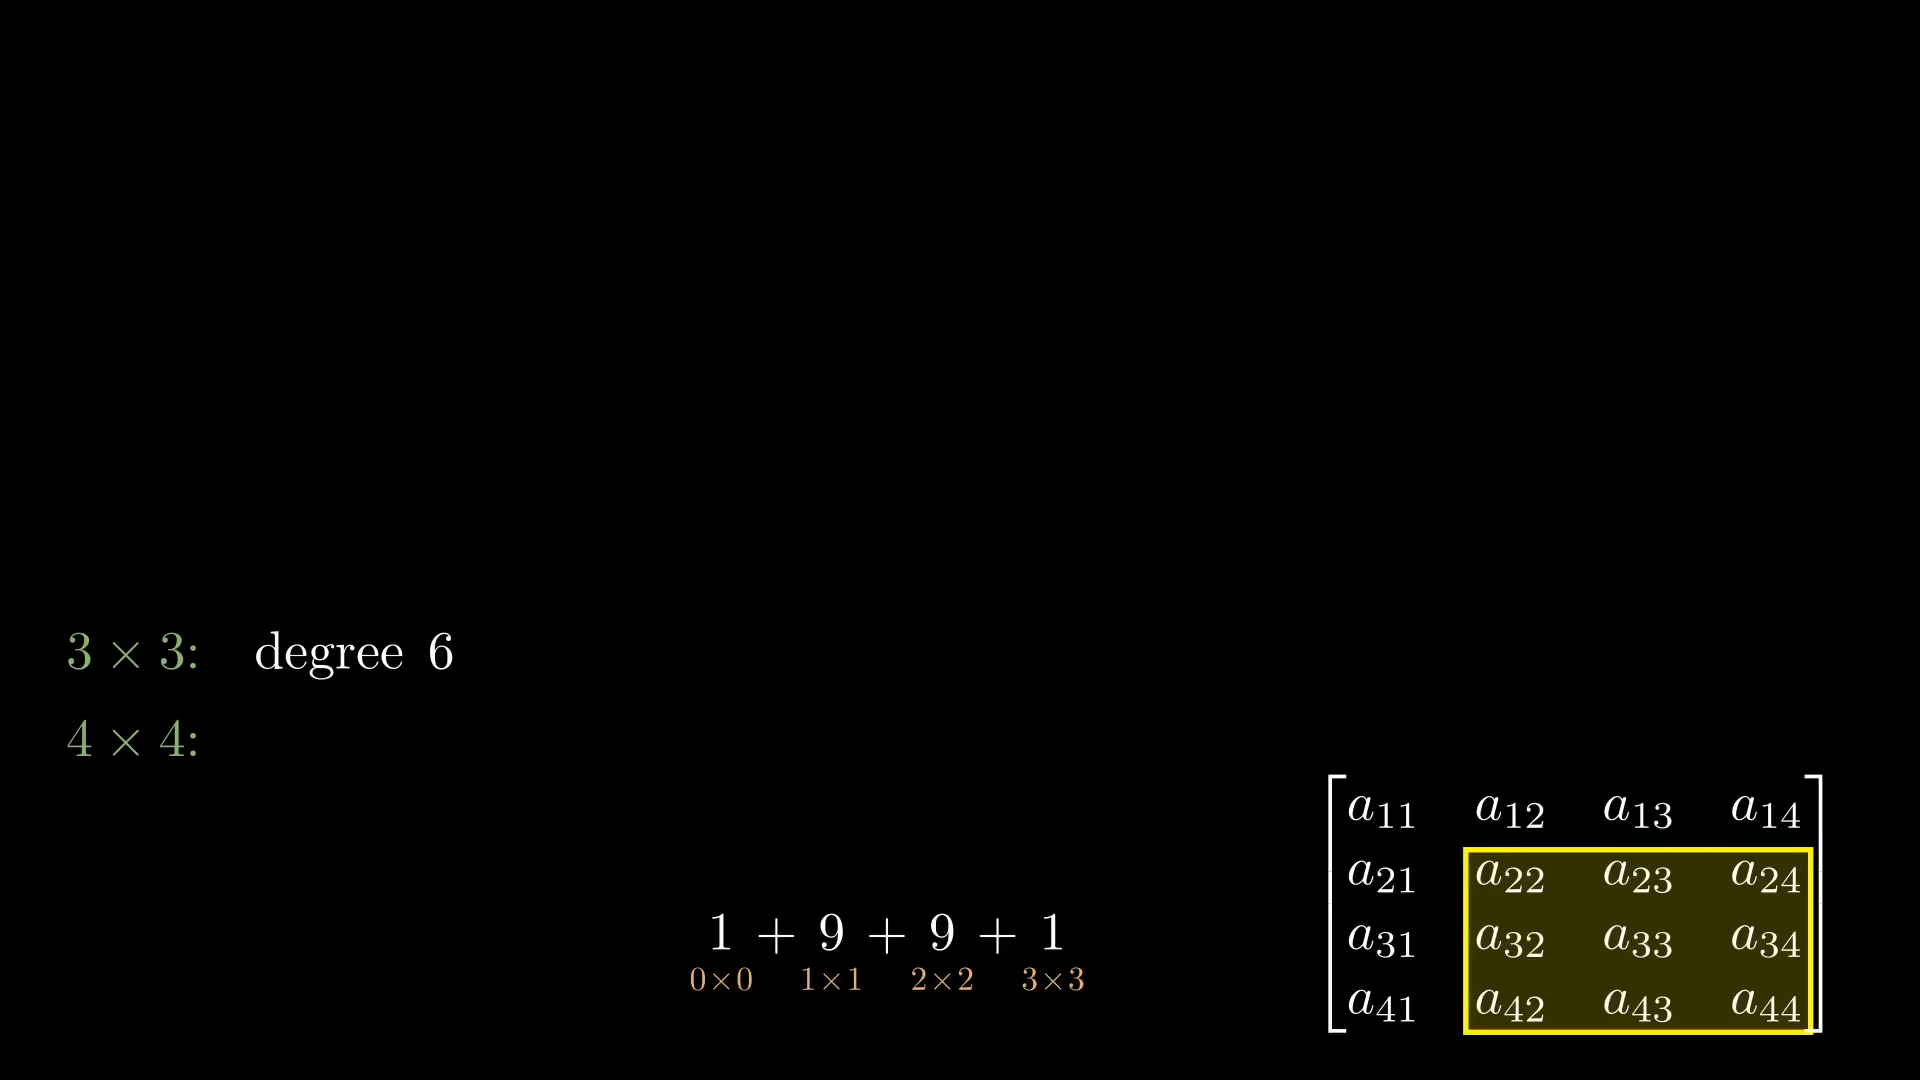 3 × 3: degree 6
4 × 4:
1 + 9 + 9 + 1
0×0 1×1 2×2 3×3
a₁₁ a₁₂ a₁₃ a₁₄
a₂₁ a₂₂ a₂₃ a₂₄
a₃₁ a₃₂ a₃₃ a₃₄
a₄₁ a₄₂ a₄₃ a₄₄